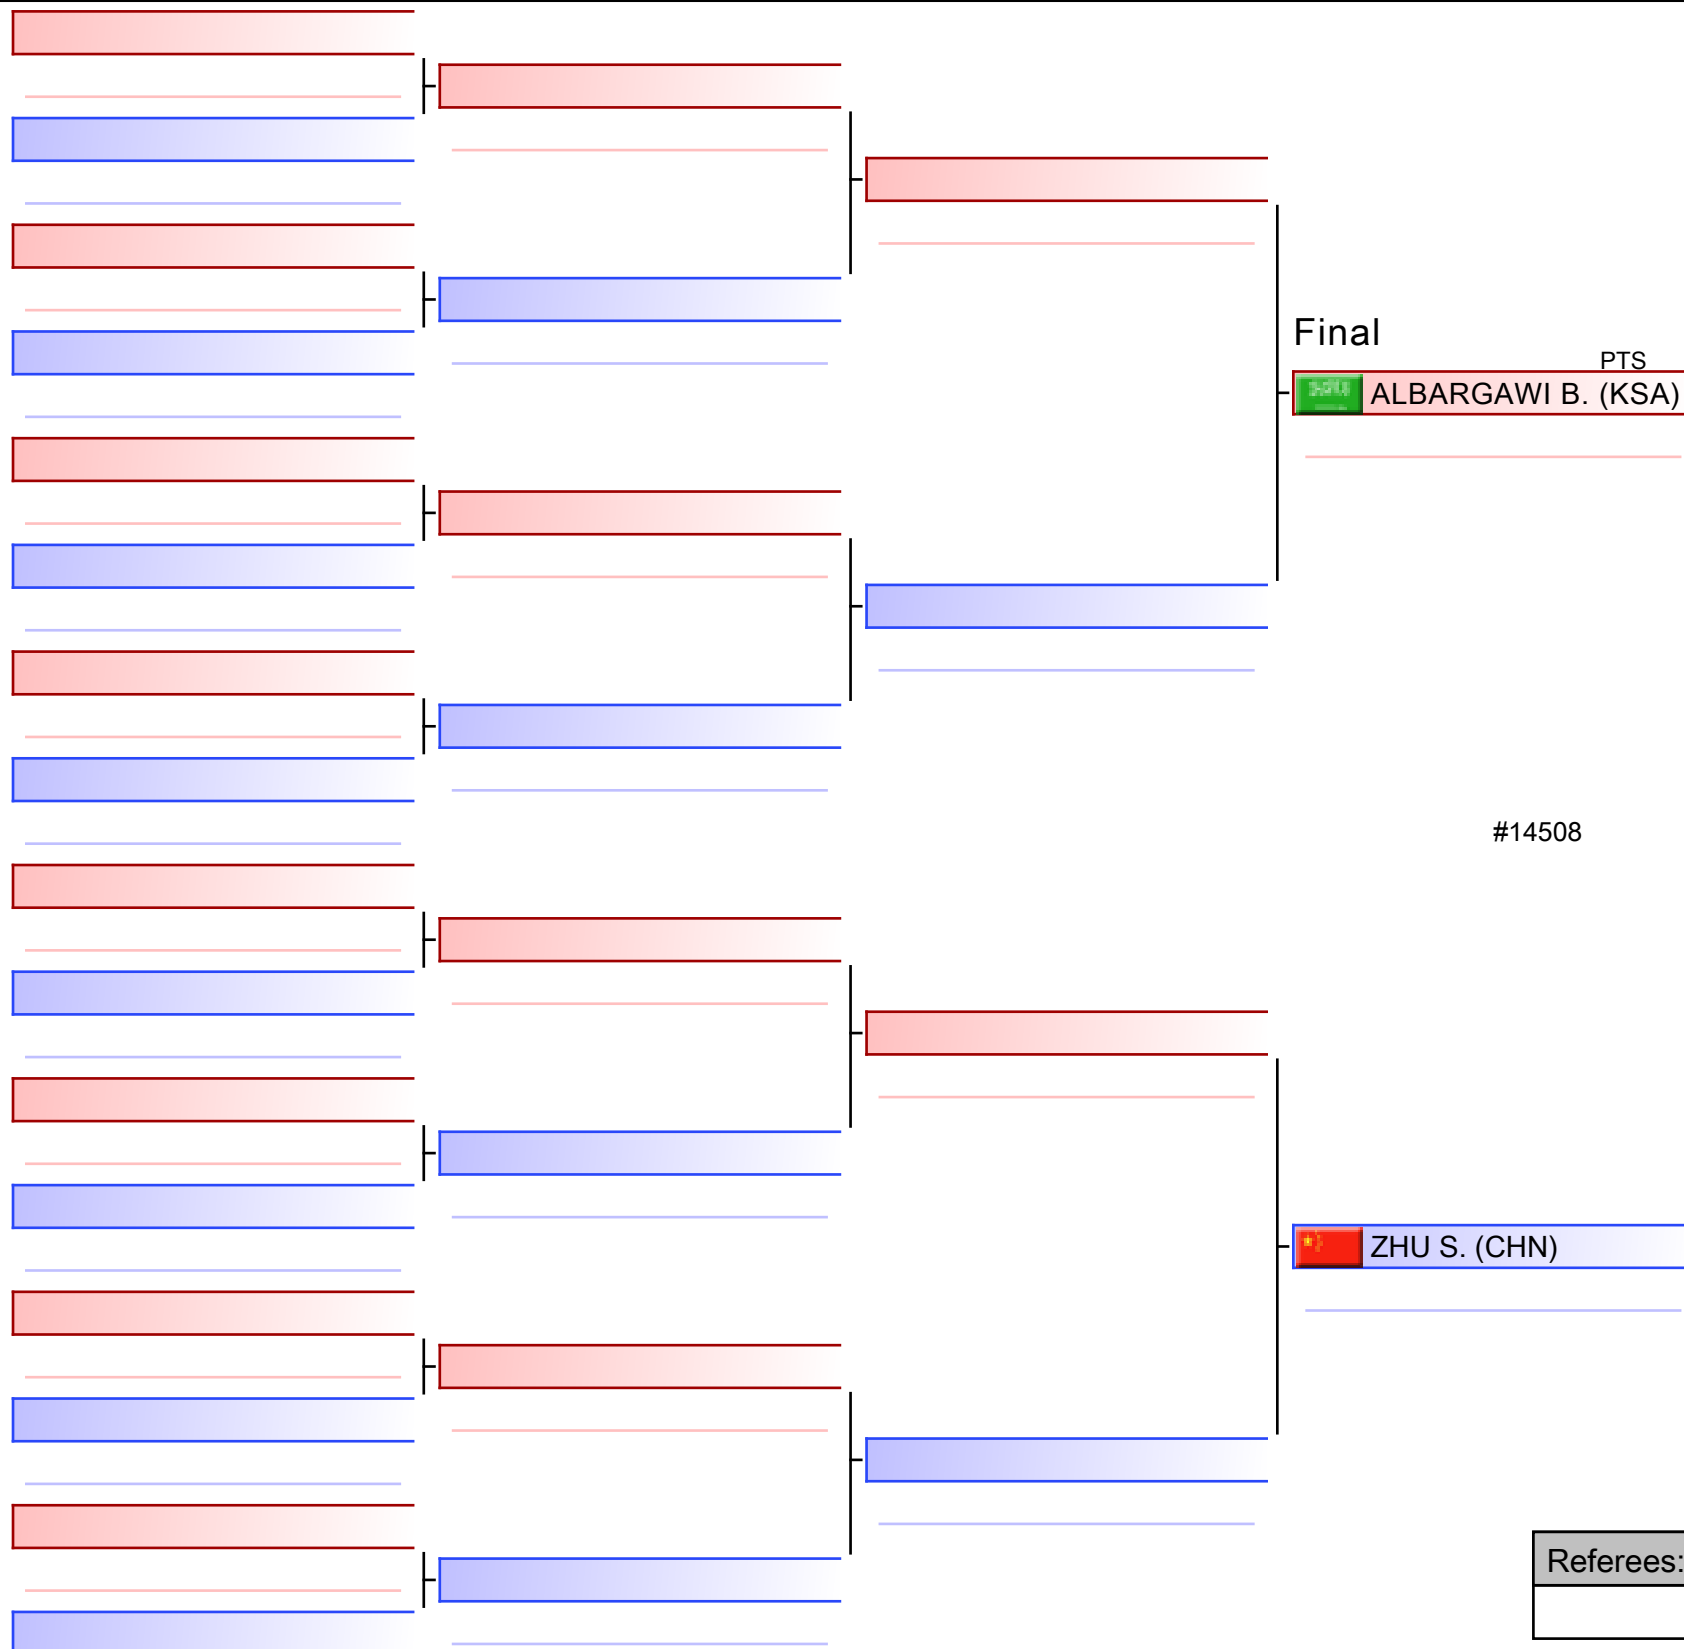 Final
PTS
ALBARGAWI B. (KSA)
#14508
ZHU S. (CHN)
Referees: